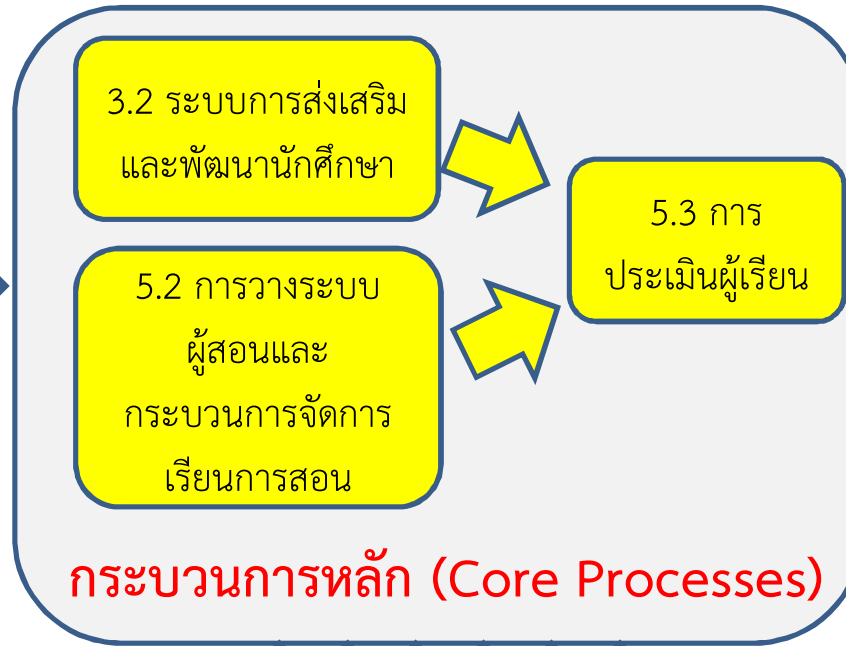 3.2 ระบบการส่งเสริม
และพัฒนานักศึกษา
5.2 การวางระบบ
ผู้สอนและ
กระบวนการจัดการ
เรียนการสอน
5.3 การ
ประเมินผู้เรียน
กระบวนการหลัก (Core Processes)